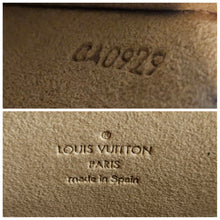 CA0929
®
LOUIS VUITTON
PARIS
made in Spain